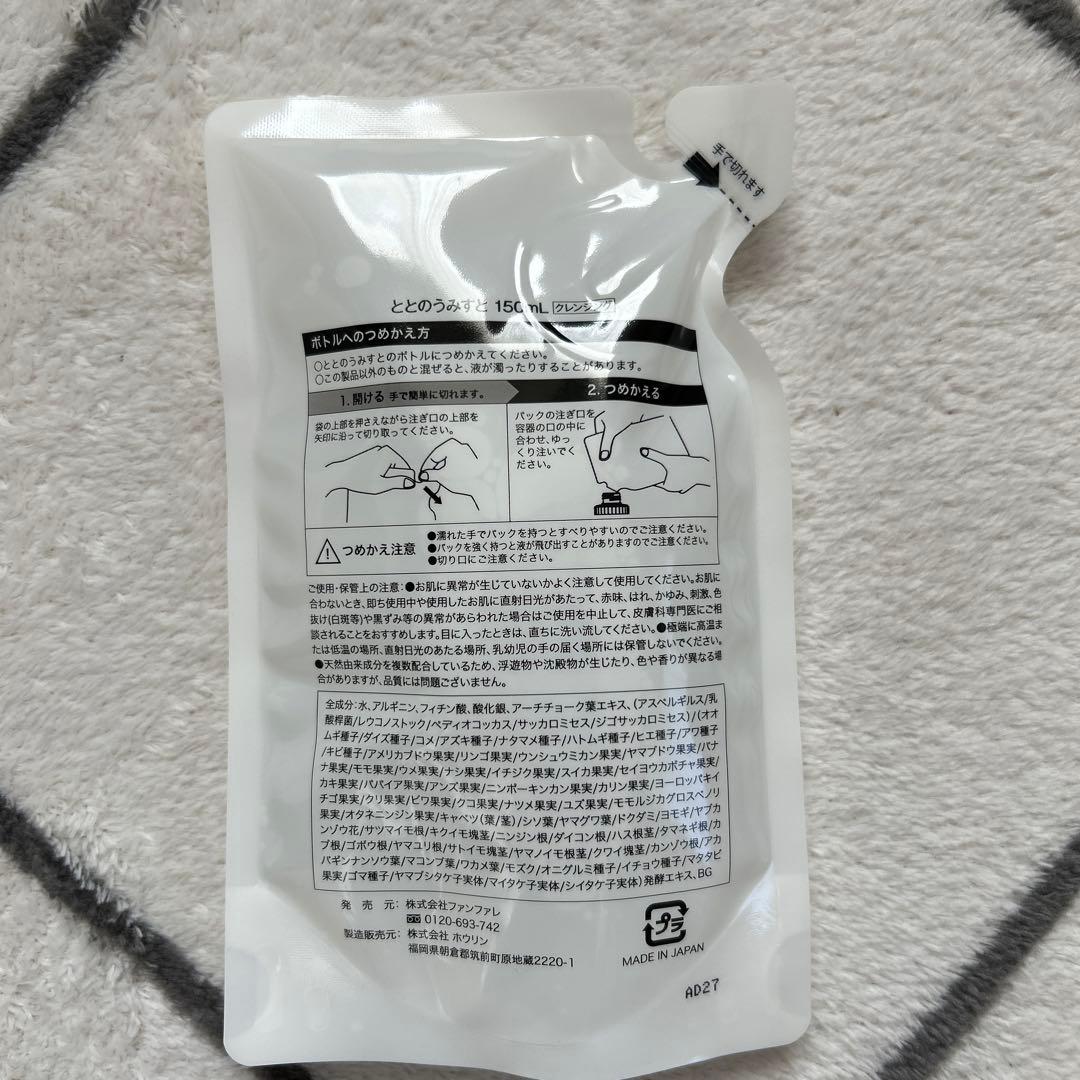 手で切れます
ととのうみすと 150mL クレンジング
ボトルへのつめかえ方
○ととのうみすとのボトルにつめかえてください。
○この製品以外のものと混ぜると、液が濁ったりすることがあります。
1. 開ける 手で簡単に切れます。
袋の上部を押さえながら注ぎ口の上部を
矢印に沿って切り取ってください。
2. つめかえる
パックの注ぎ口を
容器の口の中に
合わせ、ゆっ
くり注いでく
ださい。
つめかえ注意
●濡れた手でパックを持つとすべりやすいのでご注意ください。
●パックを強く持つと液が飛び出すことがありますのでご注意ください。
●切り口にご注意ください。
ご使用・保管上の注意：●お肌に異常が生じていないかよく注意して使用してください。お肌に
合わないとき、即ち使用中や使用したお肌に直射日光があたって、赤味、はれ、かゆみ、刺激、色
抜け(白斑等)や黒ずみ等の異常があらわれた場合はご使用を中止して、皮膚科専門医にご相
談されることをおすすめします。目に入ったときは、直ちに洗い流してください。●極端に高温ま
たは低温の場所、直射日光のあたる場所、乳幼児の手の届く場所には保管しないでください。
●天然由来成分を複数配合しているため、浮遊物や沈殿物が生じたり、色や香りが異なる場
合がありますが、品質には問題ございません。
全成分：水、アルギニン、フィチン酸、酸化銀、アーチチョーク葉エキス、（アスペルギルス/乳
酸桿菌/レウコノストック/ペディオコッカス/サッカロミセス/ジゴサッカロミセス）/（オオ
ムギ種子/ダイズ種子/コメ/アズキ種子/ナタマメ種子/ハトムギ種子/ヒエ種子/アワ種子
/キビ種子/アメリカブドウ果実/リンゴ果実/ウンシュウミカン果実/ヤマブドウ果実/バナ
ナ果実/モモ果実/ウメ果実/ナシ果実/イチジク果実/スイカ果実/セイヨウカボチャ果実/
カキ果実/パパイア果実/アンズ果実/ニンポーキンカン果実/カリン果実/ヨーロッパキイ
チゴ果実/クリ果実/ビワ果実/クコ果実/ナツメ果実/ユズ果実/モモルジカグロスベノリ
果実/オタネニンジン果実/キャベツ（葉/茎）/シソ葉/ヤマグワ葉/ドクダミ/ヨモギ/ヤブカ
ンゾウ花/サツマイモ根/キクイモ塊茎/ニンジン根/ダイコン根/ハス根茎/タマネギ根/カ
ブ根/ゴボウ根/ヤマユリ根/サトイモ塊茎/ヤマノイモ根茎/クワイ塊茎/カンゾウ根/アカ
バギンナンソウ葉/マコンブ葉/ワカメ葉/モズク/オニグルミ種子/イチョウ種子/マタタビ
果実/ゴマ種子/ヤマブシタケ子実体/マイタケ子実体/シイタケ子実体）発酵エキス、BG
発 売 元：株式会社ファンファレ
0120-693-742
製造販売元：株式会社 ホウリン
福岡県朝倉郡筑前町原地蔵2220-1
プラ
MADE IN JAPAN
AD27